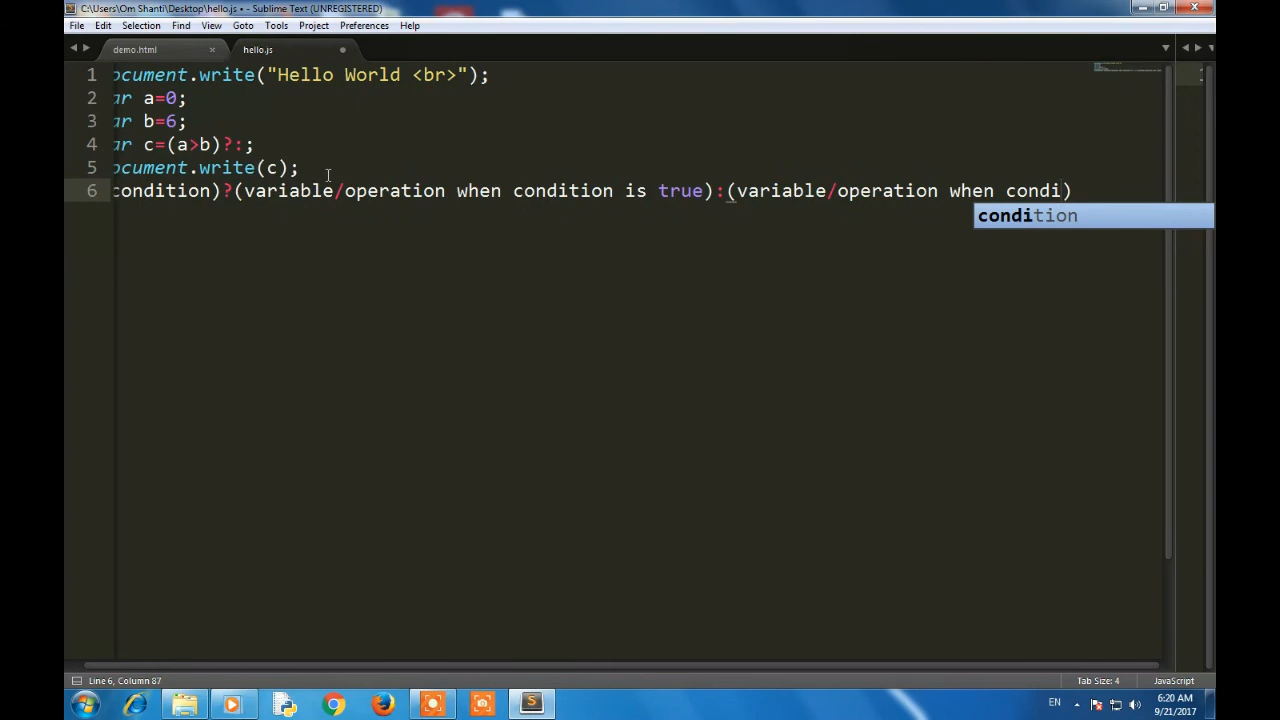 C:\Users\Om Shanti\Desktop\hello.js • - Sublime Text (UNREGISTERED)
File Edit Selection Find View Goto Tools Project Preferences Help
demo.html × hello.js
1 ocument.write("Hello World <br>");
2 ar a=0;
3 ar b=6;
4 ar c=(a>b)?:;
5 ocument.write(c);
6 condition)?(variable/operation when condition is true):(variable/operation when condi)
condition
Line 6, Column 87 Tab Size: 4 JavaScript
EN 6:20 AM
9/21/2017